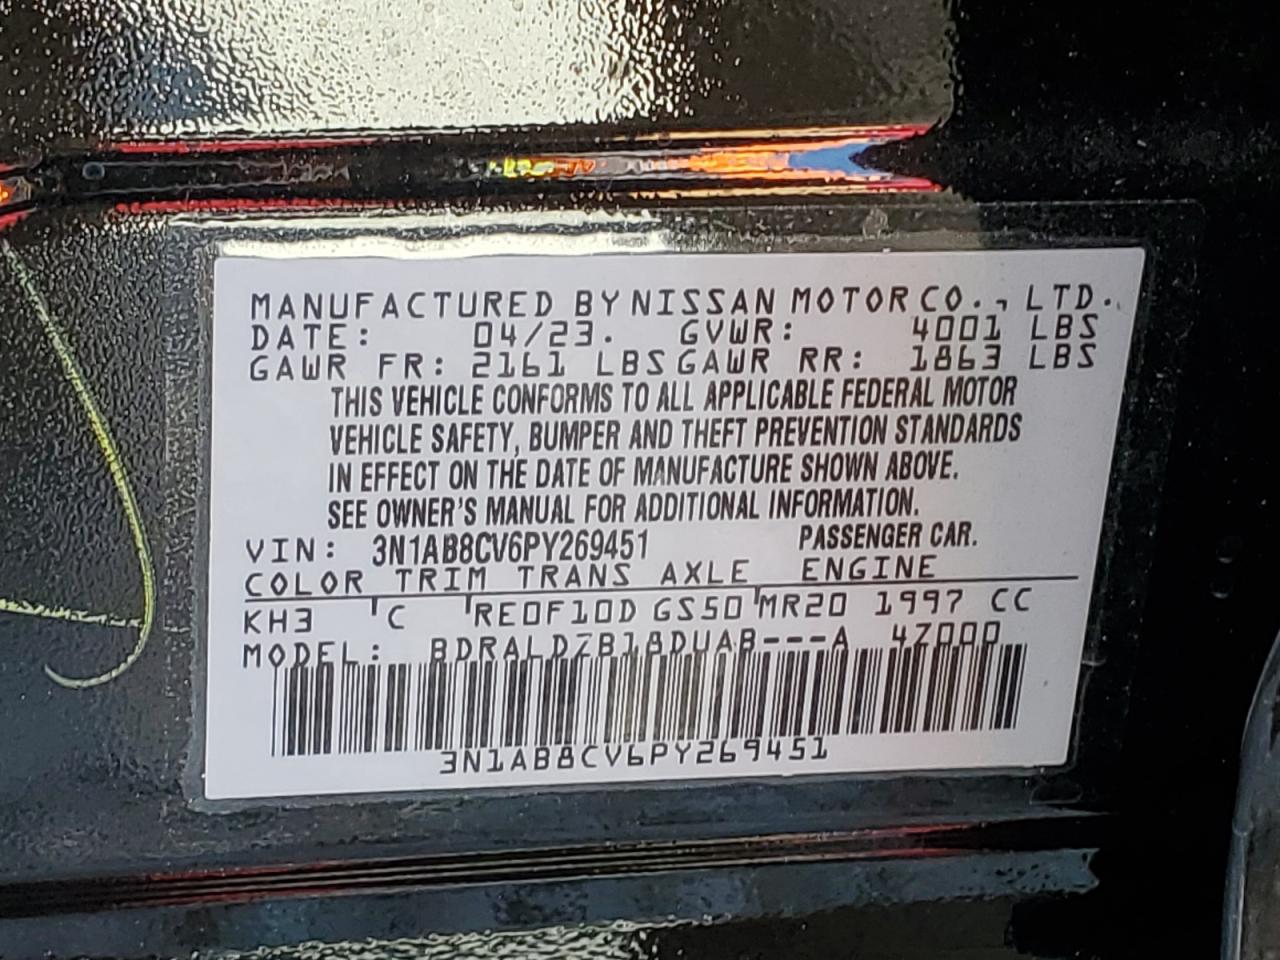 MANUFACTURED BY NISSAN MOTOR CO., LTD.
DATE: 04/23. GVWR: 4001 LBS
GAWR FR: 2161 LBS GAWR RR: 1863 LBS
THIS VEHICLE CONFORMS TO ALL APPLICABLE FEDERAL MOTOR
VEHICLE SAFETY, BUMPER AND THEFT PREVENTION STANDARDS
IN EFFECT ON THE DATE OF MANUFACTURE SHOWN ABOVE.
SEE OWNER'S MANUAL FOR ADDITIONAL INFORMATION.
VIN: 3N1AB8CV6PY269451 PASSENGER CAR.
COLOR TRIM TRANS AXLE ENGINE
KH3 C RE0F10D GS50 MR20 1997 CC
MODEL: BDRALDZB18DUAB---A 4Z000
3N1AB8CV6PY269451